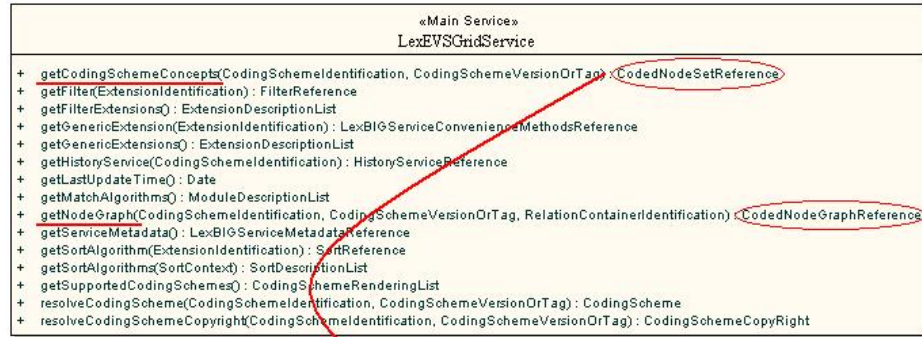 «Main Service»
LexEVSGridService
+ getCodingSchemeConcepts(CodingSchemeIdentification, CodingSchemeVersionOrTag) : CodedNodeSetReference
+ getFilter(ExtensionIdentification) : FilterReference
+ getFilterExtensions() : ExtensionDescriptionList
+ getGenericExtension(ExtensionIdentification) : LexBIGServiceConvenienceMethodsReference
+ getGenericExtensions() : ExtensionDescriptionList
+ getHistoryService(CodingSchemeIdentification) : HistoryServiceReference
+ getLastUpdateTime() : Date
+ getMatchAlgorithms() : ModuleDescriptionList
+ getNodeGraph(CodingSchemeIdentification, CodingSchemeVersionOrTag, RelationContainerIdentification) : CodedNodeGraphReference
+ getServiceMetadata() : LexBIGServiceMetadataReference
+ getSortAlgorithm(ExtensionIdentification) : SortReference
+ getSortAlgorithms(SortContext) : SortDescriptionList
+ getSupportedCodingSchemes() : CodingSchemeRenderingList
+ resolveCodingScheme(CodingSchemeIdentification, CodingSchemeVersionOrTag) : CodingScheme
+ resolveCodingSchemeCopyright(CodingSchemeIdentification, CodingSchemeVersionOrTag) : CodingSchemeCopyRight